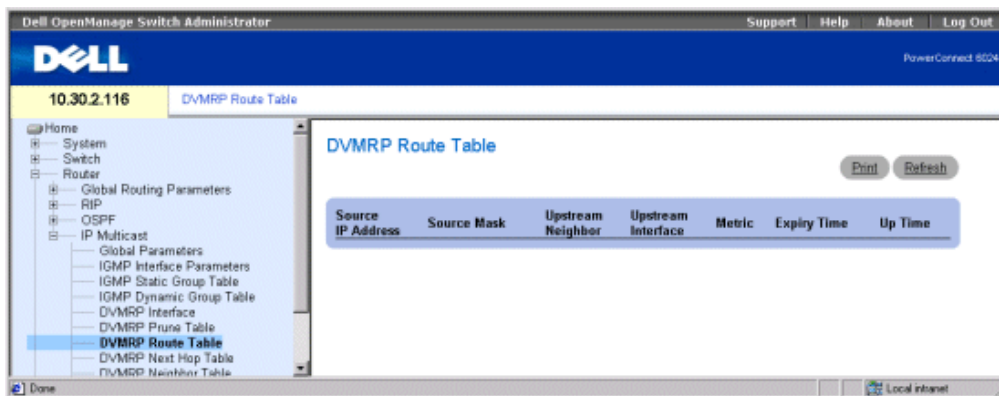 Dell OpenManage Switch Administrator
Support Help About Log Out
DELL
PowerConnect 6024
10.30.2.116
DVMRP Route Table
Home
System
Switch
Router
Global Routing Parameters
RIP
OSPF
IP Multicast
Global Parameters
IGMP Interface Parameters
IGMP Static Group Table
IGMP Dynamic Group Table
DVMRP Interface
DVMRP Prune Table
DVMRP Route Table
DVMRP Next Hop Table
DVMRP Neighbor Table
DVMRP Route Table
Print Refresh
Source IP Address Source Mask Upstream Neighbor Upstream Interface Metric Expiry Time Up Time
Done
Local intranet